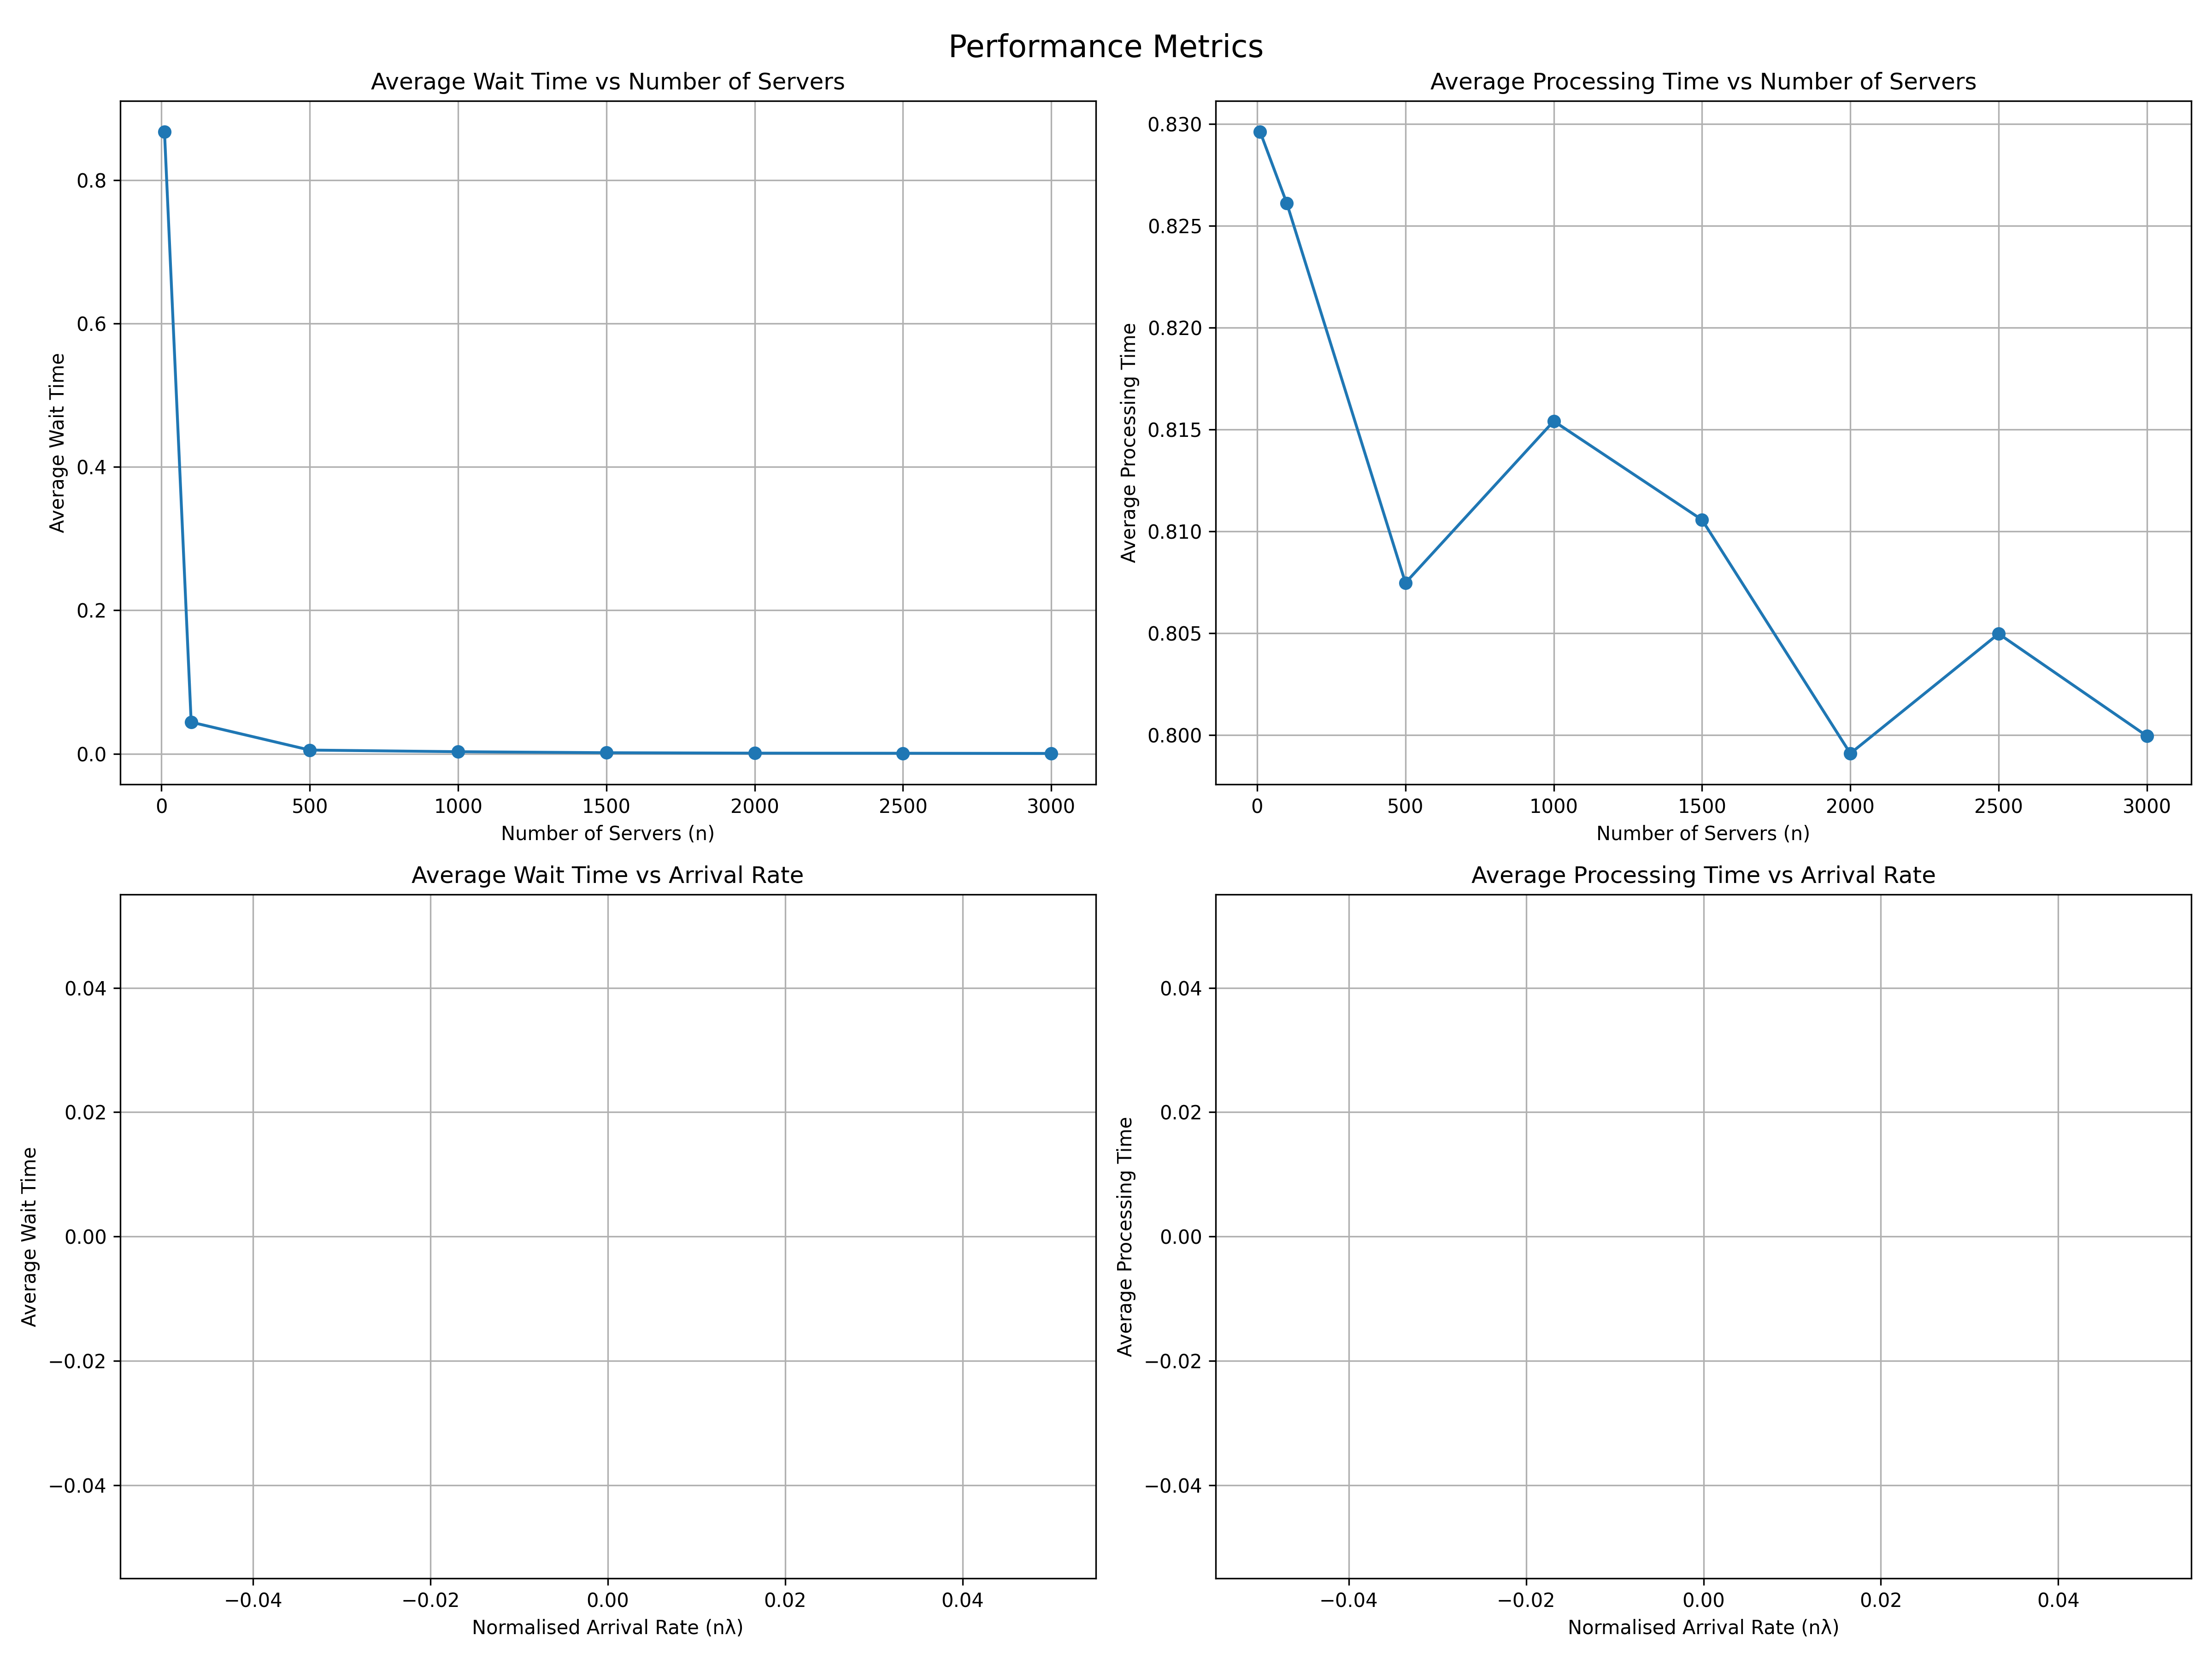 Performance Metrics
Average Wait Time vs Number of Servers
Average Wait Time
0.8
0.6
0.4
0.2
0.0
0 500 1000 1500 2000 2500 3000
Number of Servers (n)
Average Processing Time vs Number of Servers
Average Processing Time
0.830
0.825
0.820
0.815
0.810
0.805
0.800
0 500 1000 1500 2000 2500 3000
Number of Servers (n)
Average Wait Time vs Arrival Rate
Average Wait Time
0.04
0.02
0.00
−0.02
−0.04
−0.04 −0.02 0.00 0.02 0.04
Normalised Arrival Rate (nλ)
Average Processing Time vs Arrival Rate
Average Processing Time
0.04
0.02
0.00
−0.02
−0.04
−0.04 −0.02 0.00 0.02 0.04
Normalised Arrival Rate (nλ)